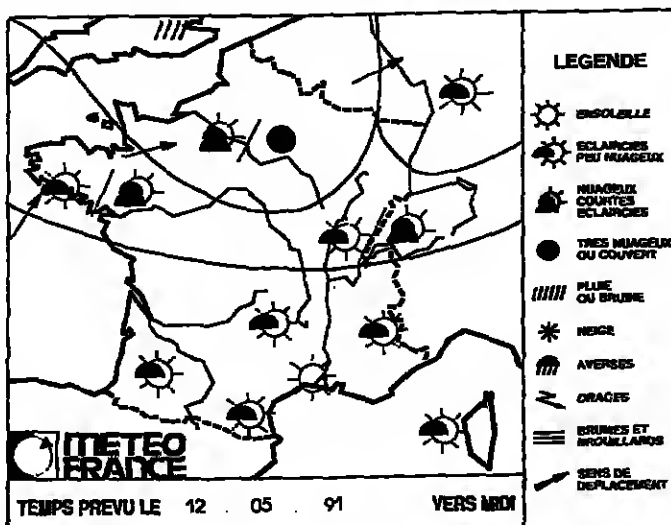 LEGENDE
ENSOLEILLE
ECLAIRCIES
PEU NUAGEUX
NUAGEUX
COURTES
ECLAIRCIES
TRES NUAGEUX
OU COUVERT
PLUIE
OU BRUINE
NEIGE
AVERSES
ORAGES
BRUMES ET
BROUILLARDS
SENS DE
DEPLACEMENT
METEO
FRANCE
TEMPS PREVU LE 12 . 05 . 91 VERS MIDI